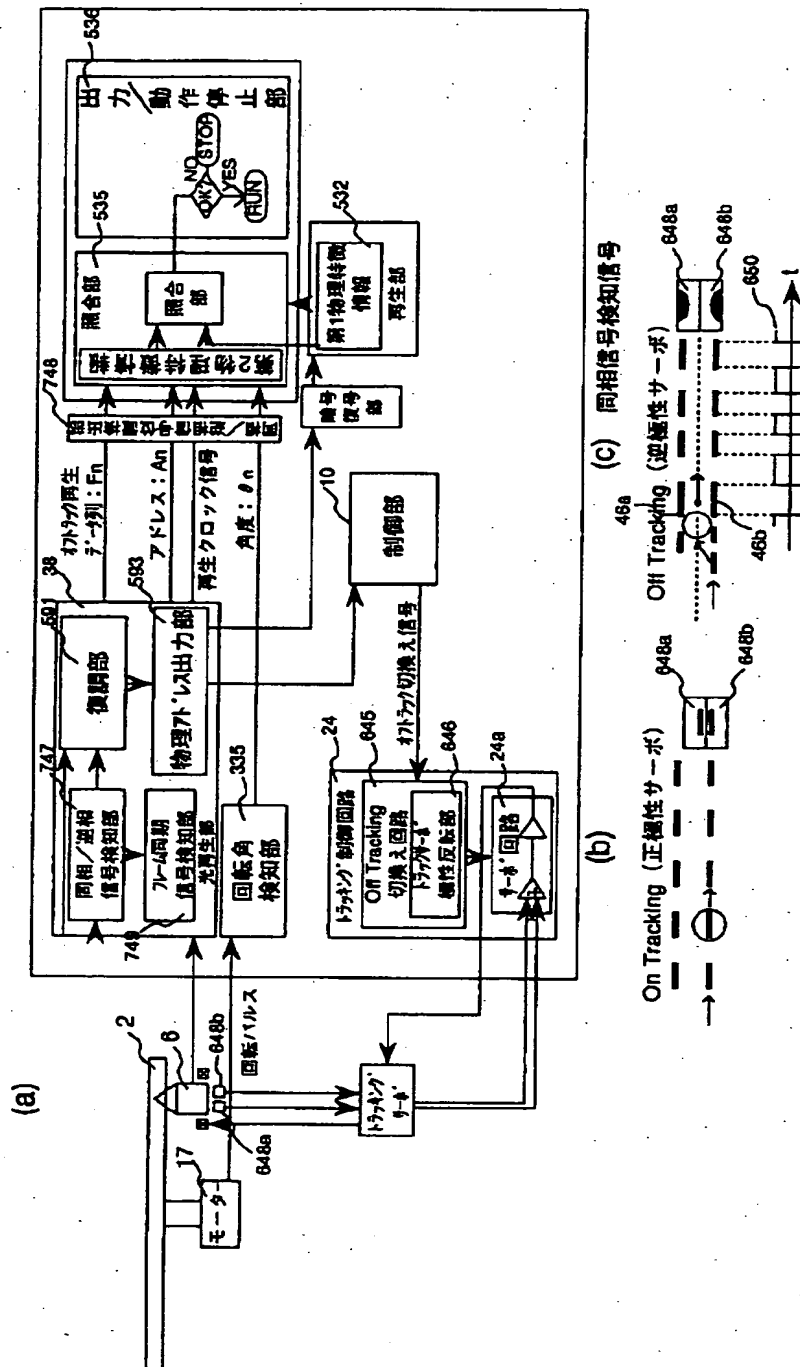 (a)
2
6
17
モーター
648a
648b
回転パルス
トラッキング
サーボ
38
747
同相/逆相
信号検知部
749
フレーム同期
信号検知部
光再生部
591
復調部
593
物理アドレス出力部
335
回転角
検知部
オフトラック再生
データ列：Fn
アドレス：An
再生クロック信号
角度：θn
748
535
照合部
照合
部
536
出力/動作停止部
OK?
NO
STOP
YES
RUN
532
第1物理特徴
情報
再生部
暗号
復号
部
10
制御部
オフトラック切換え信号
24
トラッキング制御回路
645
Off Tracking
切換え回路
646
トラックサーボ
極性反転部
24a
サーボ回路
(b)
On Tracking (正極性サーボ)
648a
648b
(c) 同相信号検知信号
Off Tracking (逆極性サーボ)
46a
46b
648a
648b
650
t